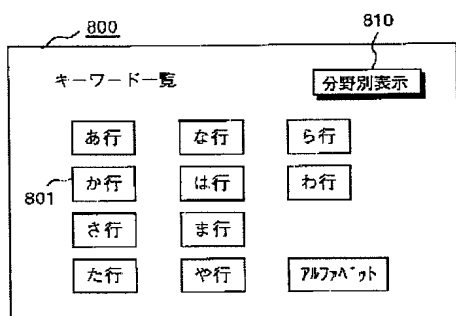 800
810
キーワード一覧
分野別表示
あ行 な行 ら行
801
か行 は行 わ行
さ行 ま行
た行 や行 アルファベット